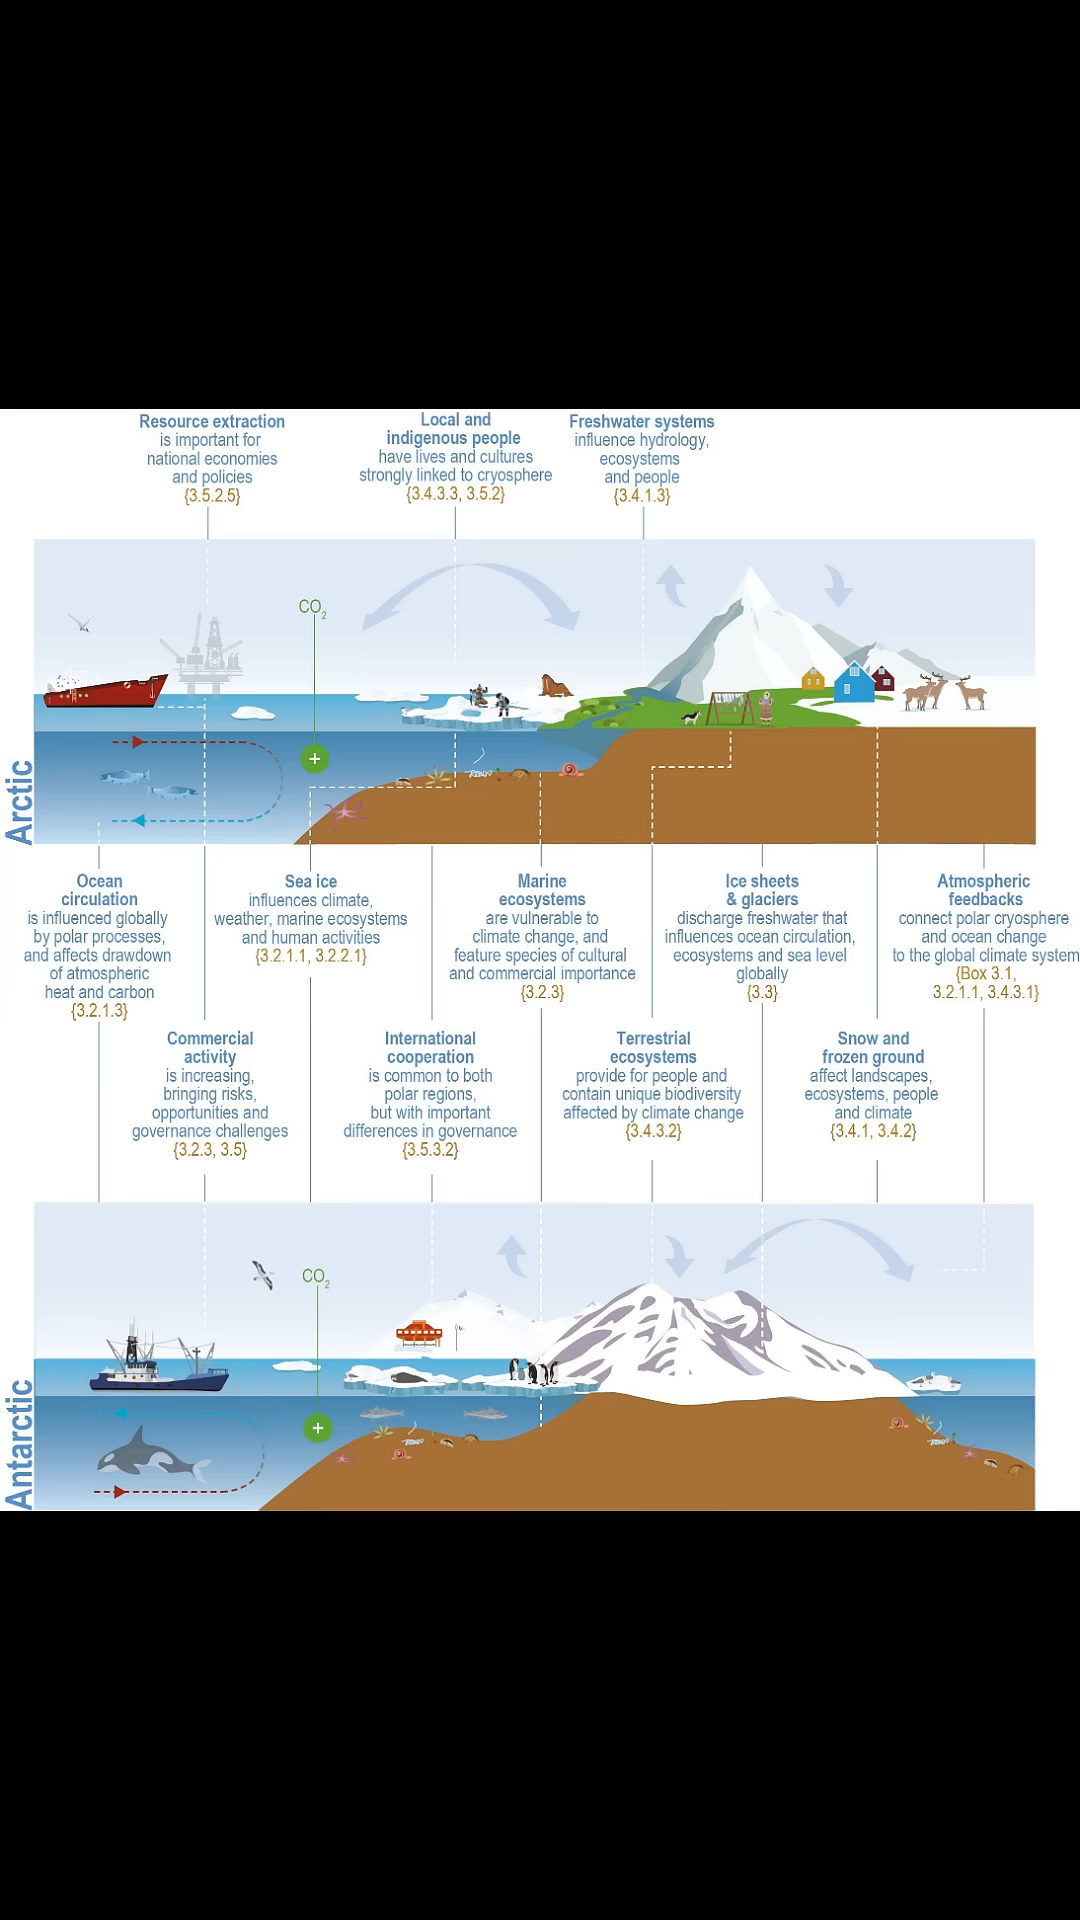 Resource extraction
is important for
national economies
and policies
{3.5.2.5}
Local and
indigenous people
have lives and cultures
strongly linked to cryosphere
{3.4.3.3, 3.5.2}
Freshwater systems
influence hydrology,
ecosystems
and people
{3.4.1.3}
CO2
+
Arctic
Ocean
circulation
is influenced globally
by polar processes,
and affects drawdown
of atmospheric
heat and carbon
{3.2.1.3}
Sea ice
influences climate,
weather, marine ecosystems
and human activities
{3.2.1.1, 3.2.2.1}
Marine
ecosystems
are vulnerable to
climate change, and
feature species of cultural
and commercial importance
{3.2.3}
Ice sheets
& glaciers
discharge freshwater that
influences ocean circulation,
ecosystems and sea level
globally
{3.3}
Atmospheric
feedbacks
connect polar cryosphere
and ocean change
to the global climate system
{Box 3.1,
3.2.1.1, 3.4.3.1}
Commercial
activity
is increasing,
bringing risks,
opportunities and
governance challenges
{3.2.3, 3.5}
International
cooperation
is common to both
polar regions,
but with important
differences in governance
{3.5.3.2}
Terrestrial
ecosystems
provide for people and
contain unique biodiversity
affected by climate change
{3.4.3.2}
Snow and
frozen ground
affect landscapes,
ecosystems, people
and climate
{3.4.1, 3.4.2}
CO2
+
Antarctic